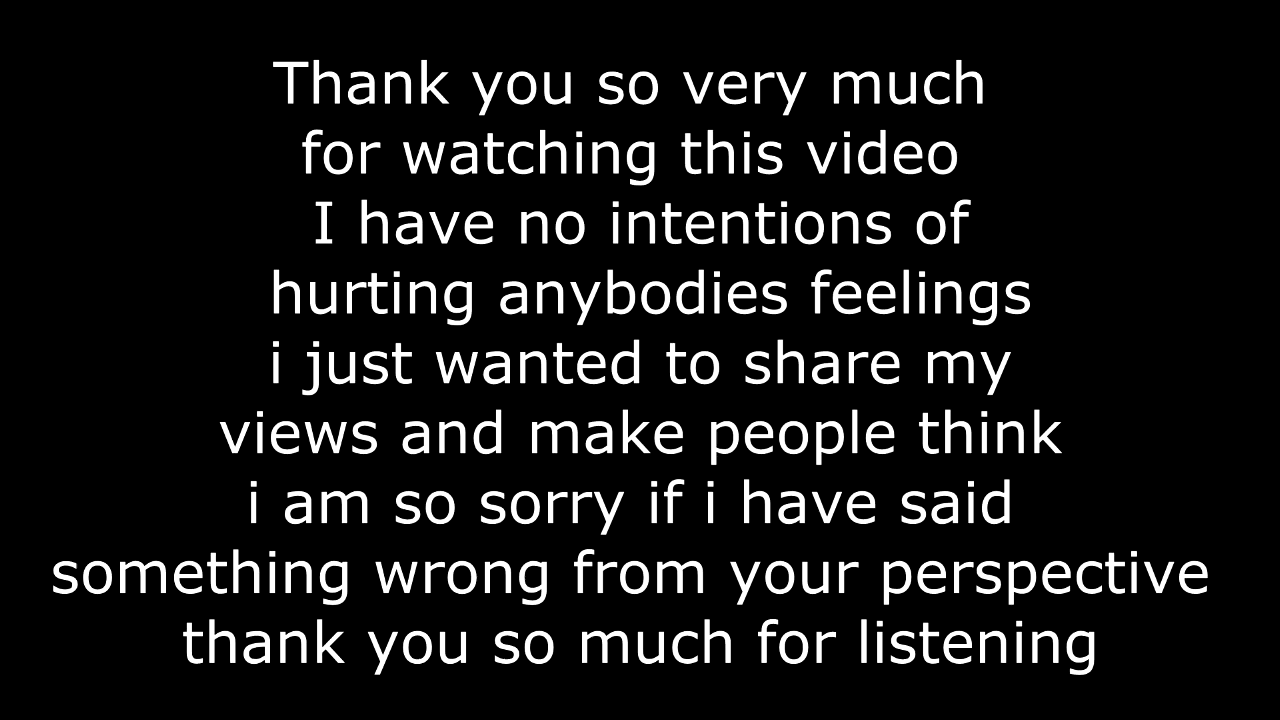 Thank you so very much
for watching this video
I have no intentions of
hurting anybodies feelings
i just wanted to share my
views and make people think
i am so sorry if i have said
something wrong from your perspective
thank you so much for listening